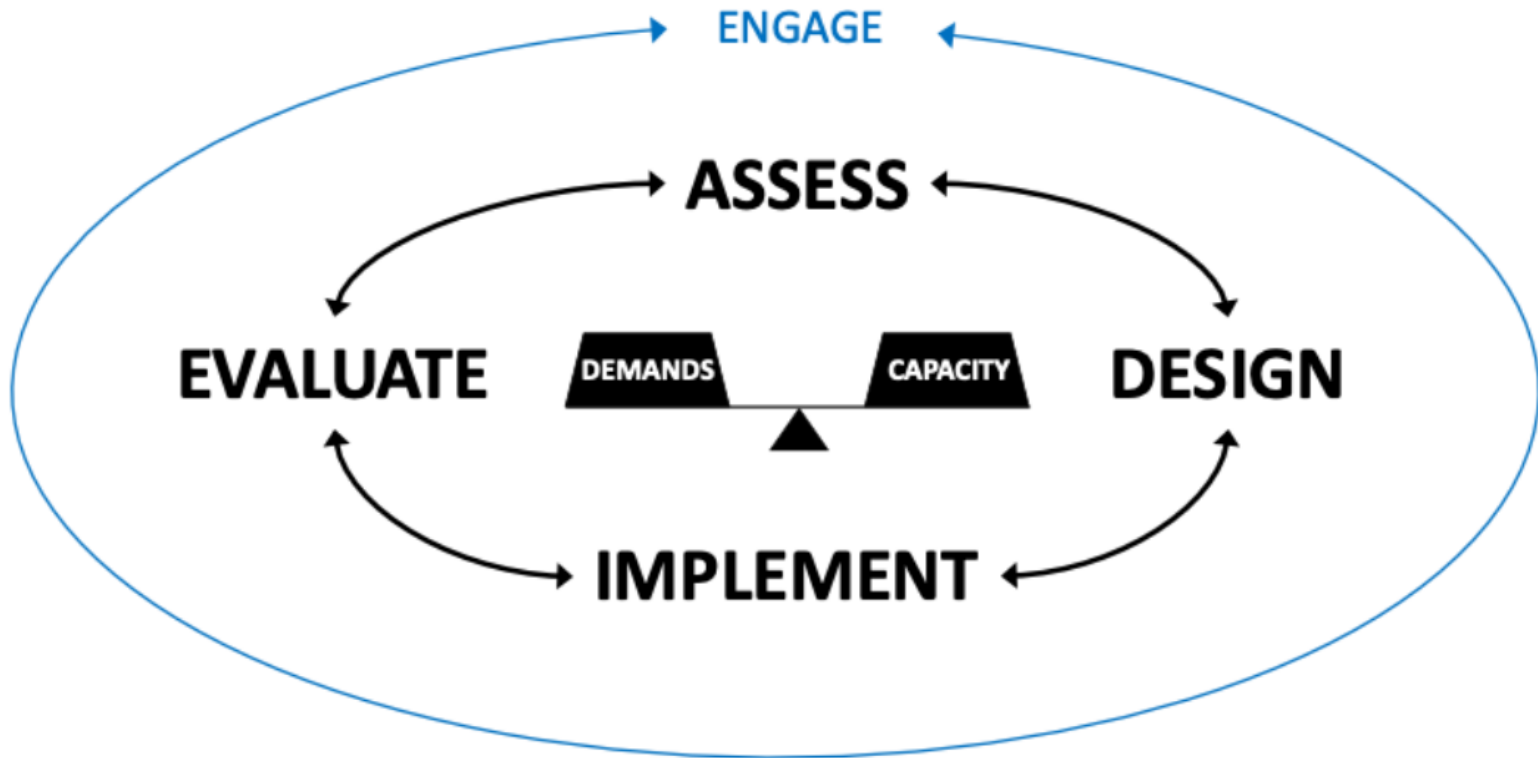 ENGAGE
ASSESS
EVALUATE
DEMANDS
CAPACITY
DESIGN
IMPLEMENT